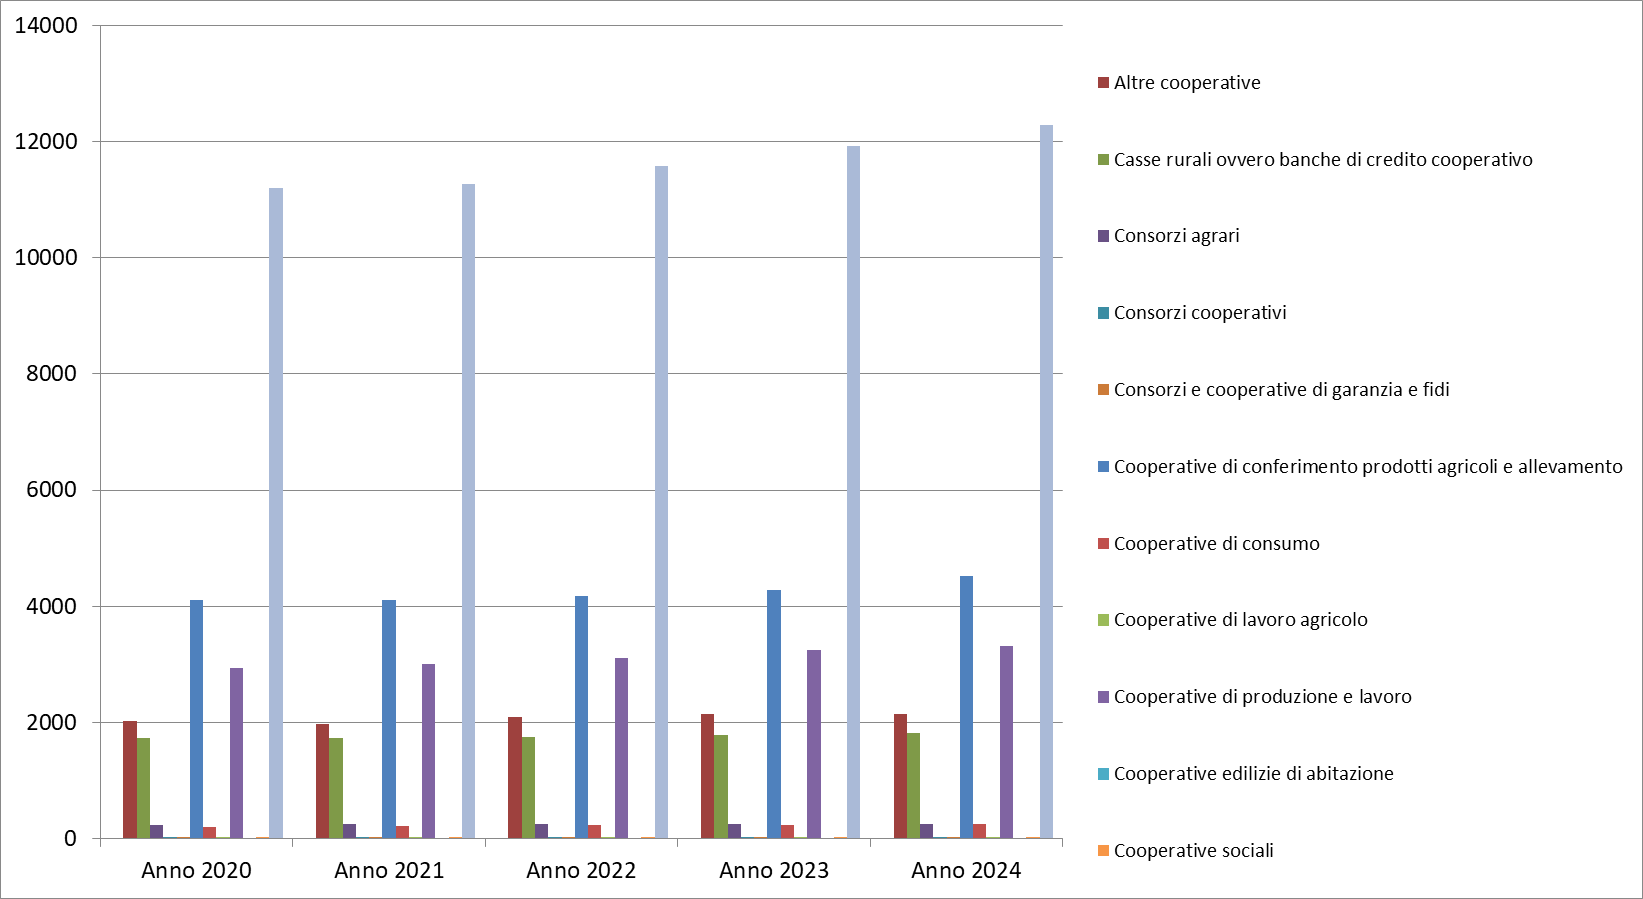 14000
12000
10000
8000
6000
4000
2000
0
Anno 2020
Anno 2021
Anno 2022
Anno 2023
Anno 2024
Altre cooperative
Casse rurali ovvero banche di credito cooperativo
Consorzi agrari
Consorzi cooperativi
Consorzi e cooperative di garanzia e fidi
Cooperative di conferimento prodotti agricoli e allevamento
Cooperative di consumo
Cooperative di lavoro agricolo
Cooperative di produzione e lavoro
Cooperative edilizie di abitazione
Cooperative sociali